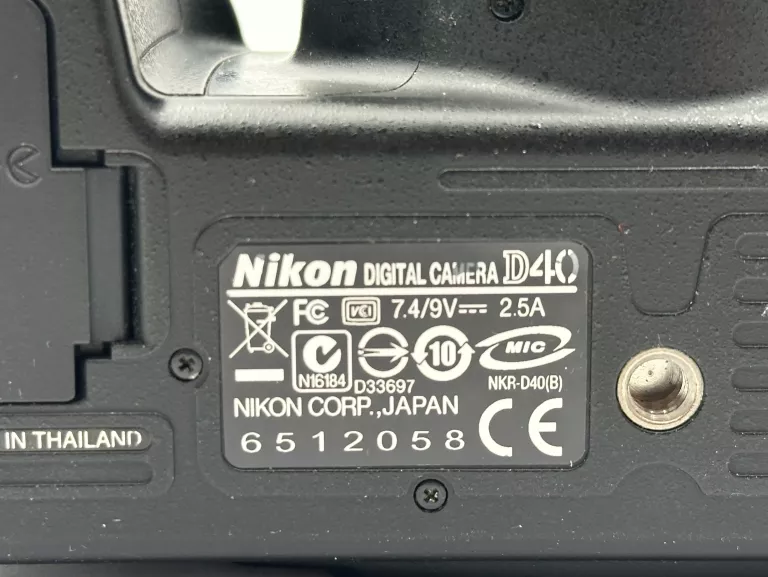 Nikon DIGITAL CAMERA D40
FC VCI 7.4/9V⎓ 2.5A
N16184 D33697 10 MIC
NKR-D40(B)
NIKON CORP.,JAPAN
6512058 CE
IN THAILAND